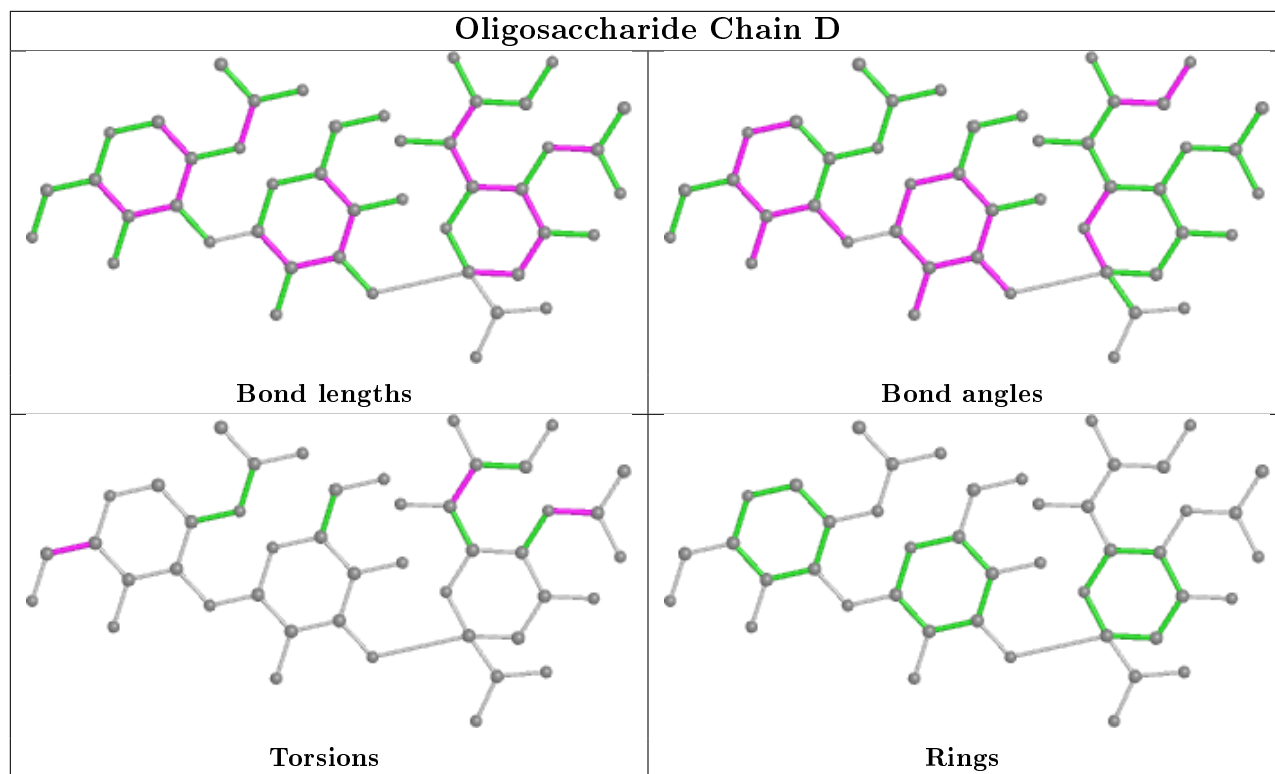 Oligosaccharide Chain D
Bond lengths
Bond angles
Torsions
Rings